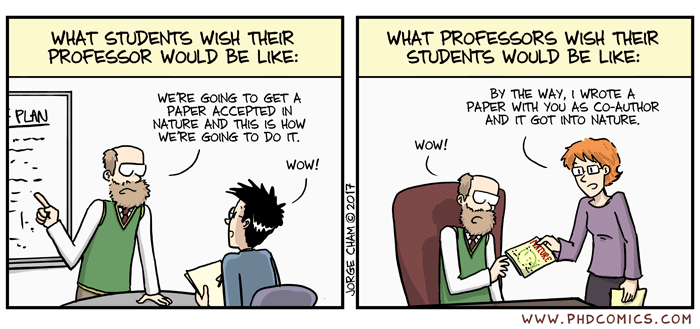 WHAT STUDENTS WISH THEIR
PROFESSOR WOULD BE LIKE:
PLAN
WE'RE GOING TO GET A
PAPER ACCEPTED IN
NATURE AND THIS IS HOW
WE'RE GOING TO DO IT.
WOW!
JORGE CHAM © 2017
WHAT PROFESSORS WISH THEIR
STUDENTS WOULD BE LIKE:
BY THE WAY, I WROTE A
PAPER WITH YOU AS CO-AUTHOR
AND IT GOT INTO NATURE.
WOW!
NATURE
WWW.PHDCOMICS.COM